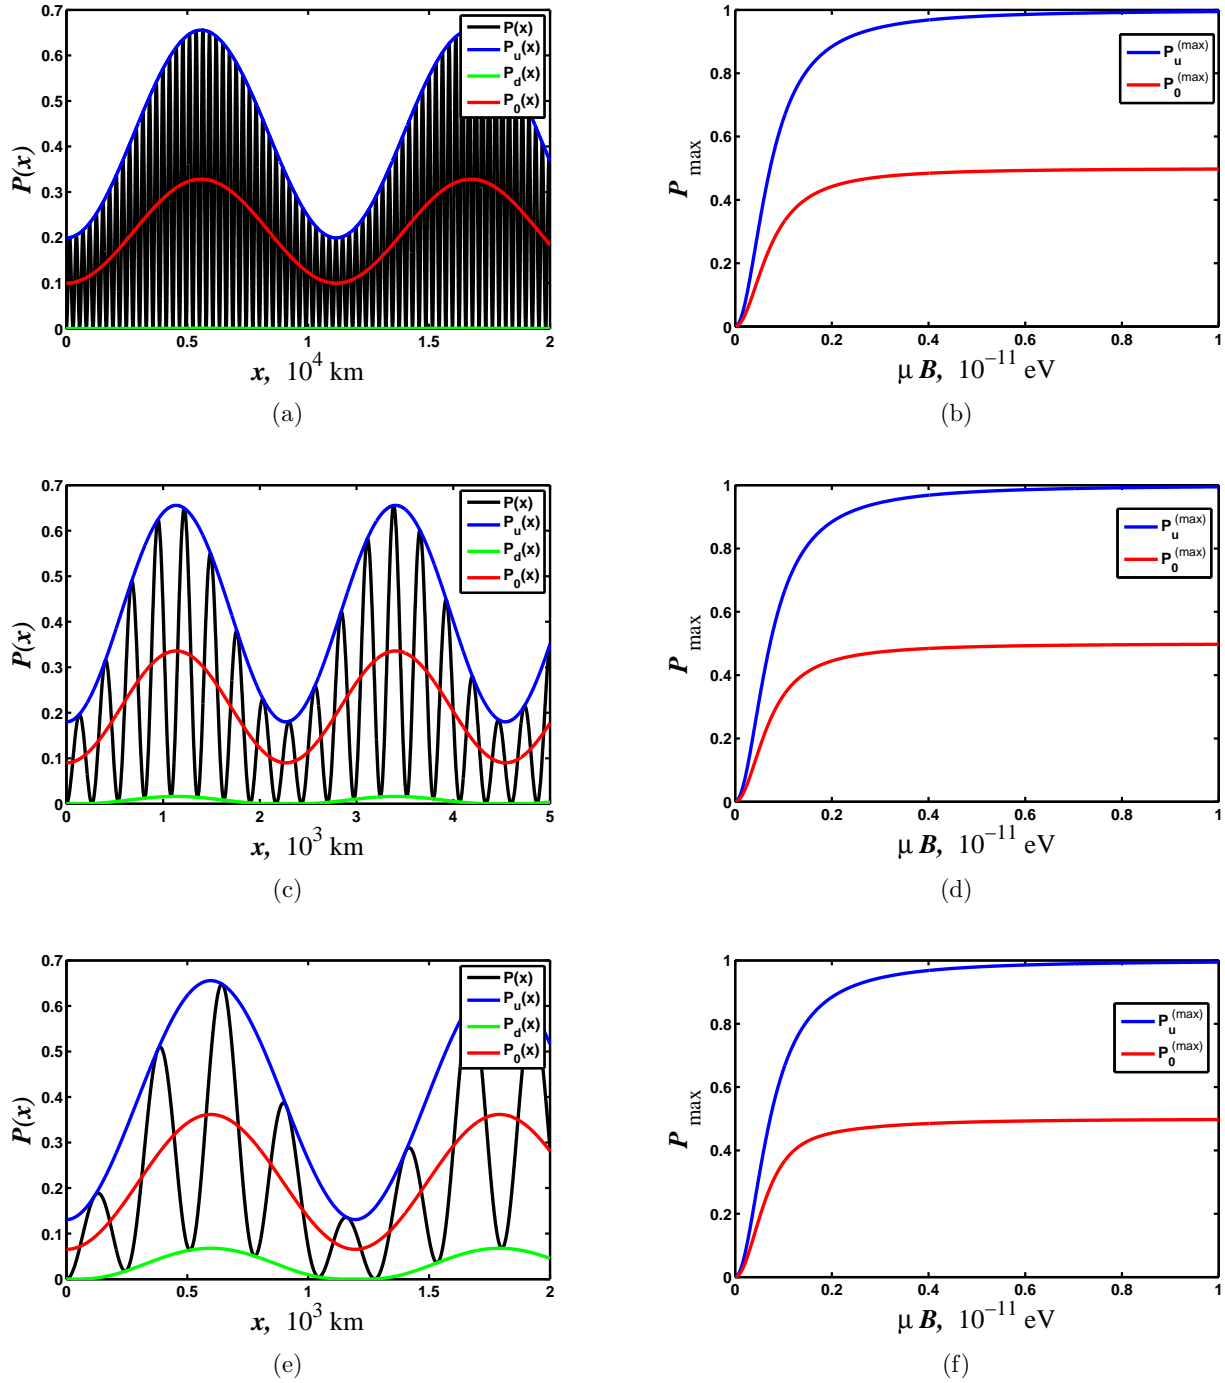 0.7
0.6
0.5
0.4
0.3
0.2
0.1
0
P(x)
P(x)
P_u(x)
P_d(x)
P_0(x)
0 0.5 1 1.5 2
x, 10^4 km
(a)
1
0.8
0.6
0.4
0.2
0
P_max
P_u^(max)
P_0^(max)
0 0.2 0.4 0.6 0.8 1
μ B, 10^−11 eV
(b)
0.7
0.6
0.5
0.4
0.3
0.2
0.1
0
P(x)
P(x)
P_u(x)
P_d(x)
P_0(x)
0 1 2 3 4 5
x, 10^3 km
(c)
1
0.8
0.6
0.4
0.2
0
P_max
P_u^(max)
P_0^(max)
0 0.2 0.4 0.6 0.8 1
μ B, 10^−11 eV
(d)
0.7
0.6
0.5
0.4
0.3
0.2
0.1
0
P(x)
P(x)
P_u(x)
P_d(x)
P_0(x)
0 0.5 1 1.5 2
x, 10^3 km
(e)
1
0.8
0.6
0.4
0.2
0
P_max
P_u^(max)
P_0^(max)
0 0.2 0.4 0.6 0.8 1
μ B, 10^−11 eV
(f)